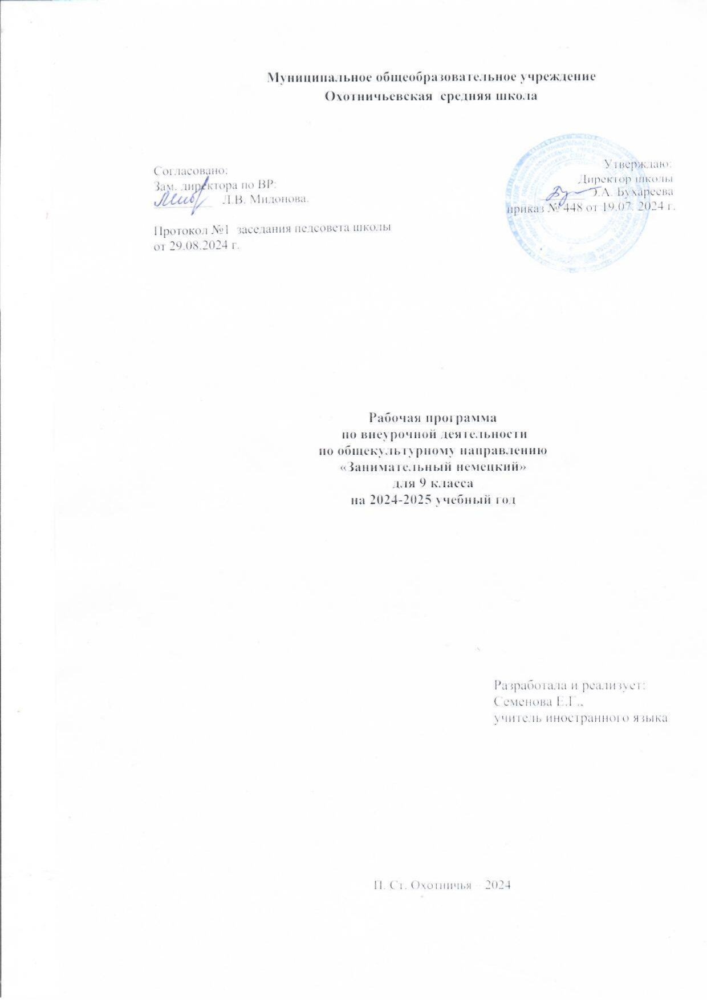 Муниципальное общеобразовательное учреждение
Охотничьевская средняя школа
Согласовано:
Зам. директора по ВР:
Л.В. Мидонова.
Протокол №1 заседания педсовета школы
от 29.08.2024 г.
Утверждаю:
Директор школы
Бухареева
приказ № 448 от 19.07. 2024 г.
Рабочая программа
по внеурочной деятельности
по общекультурному направлению
«Занимательный немецкий»
для 9 класса
на 2024-2025 учебный год
Разработала и реализует:
Семенова Е.Г.,
учитель иностранного языка
П. Ст. Охотничья – 2024